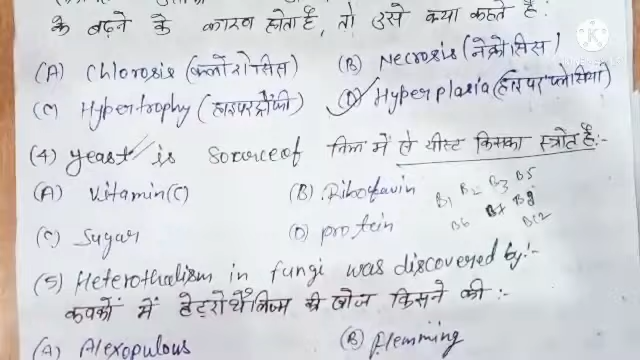 के बढ़ने के कारण होता है, तो उसे क्या कहते है:
(A) Chlorosis (क्लोरोसिस) (B) Necrosis (नेक्रोसिस)
(C) Hypertrophy (हाइपरट्रॉफी) (D) Hyperplasia (हाइपरप्लेसिया)
(4) yeast is Sourceof निम्न में से यीस्ट किसका स्त्रोत है:-
(A) Vitamin(C) (B) Riboflavin B1 B2 B3 B5
(C) Sugar (D) protein B6 B7 B9 B12
(5) Heterothalism in fungi was discovered by:-
कवकों में हेटरोथैलिज्म की खोज किसने की :-
(A) Alexopulous (B) Flemming